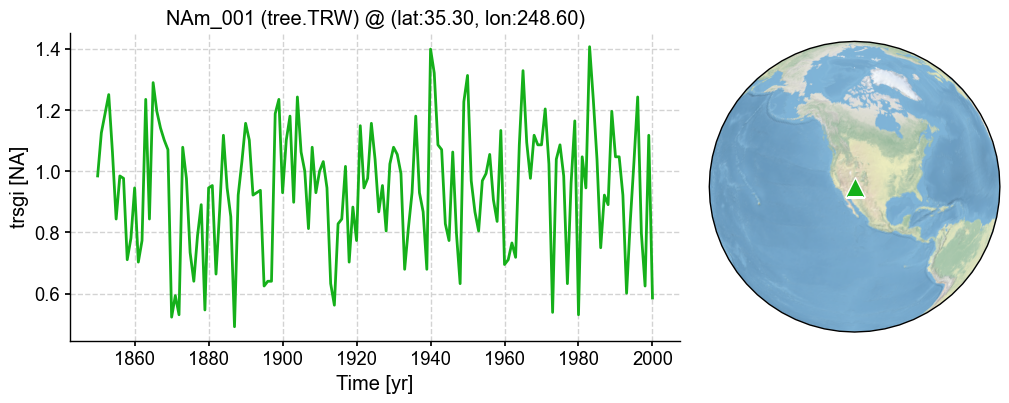 NAm_001 (tree.TRW) @ (lat:35.30, lon:248.60)
trsgi [NA]
1.4
1.2
1.0
0.8
0.6
1860 1880 1900 1920 1940 1960 1980 2000
Time [yr]